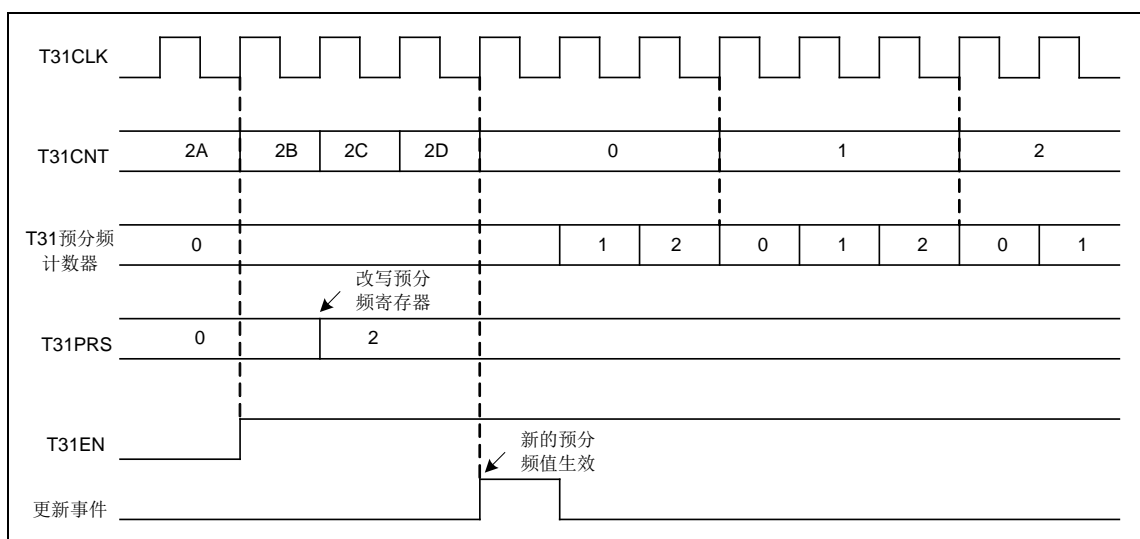 T31CLK
T31CNT
2A 2B 2C 2D 0 1 2
T31预分频
计数器
0 1 2 0 1 2 0 1
改写预分
频寄存器
T31PRS
0 2
T31EN
新的预分
频值生效
更新事件